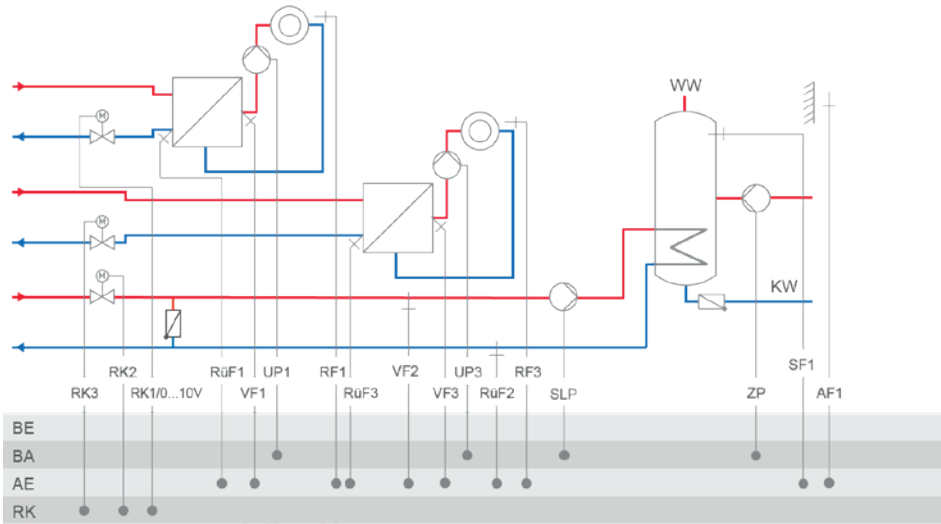 M
WW
M
M
KW
RK2 RüF1 UP1 RF1 VF2 UP3 RF3 SF1
RK3 RK1/0...10V VF1 RüF3 VF3 RüF2 SLP ZP AF1
BE
BA
AE
RK